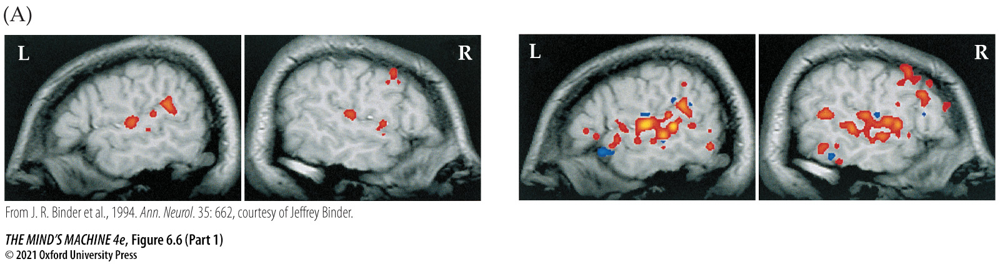 (A)
L R L R
From J. R. Binder et al., 1994. Ann. Neurol. 35: 662, courtesy of Jeffrey Binder.
THE MIND'S MACHINE 4e, Figure 6.6 (Part 1)
© 2021 Oxford University Press